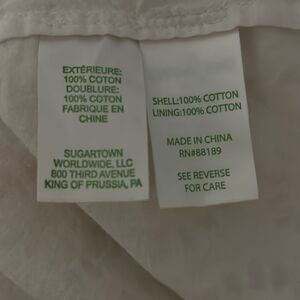 EXTÉRIEURE:
100% COTON
DOUBLURE:
100% COTON
FABRIQUE EN
CHINE
SUGARTOWN
WORLDWIDE, LLC
800 THIRD AVENUE
KING OF PRUSSIA, PA
SHELL:100% COTTON
LINING:100% COTTON
MADE IN CHINA
RN#88189
SEE REVERSE
FOR CARE